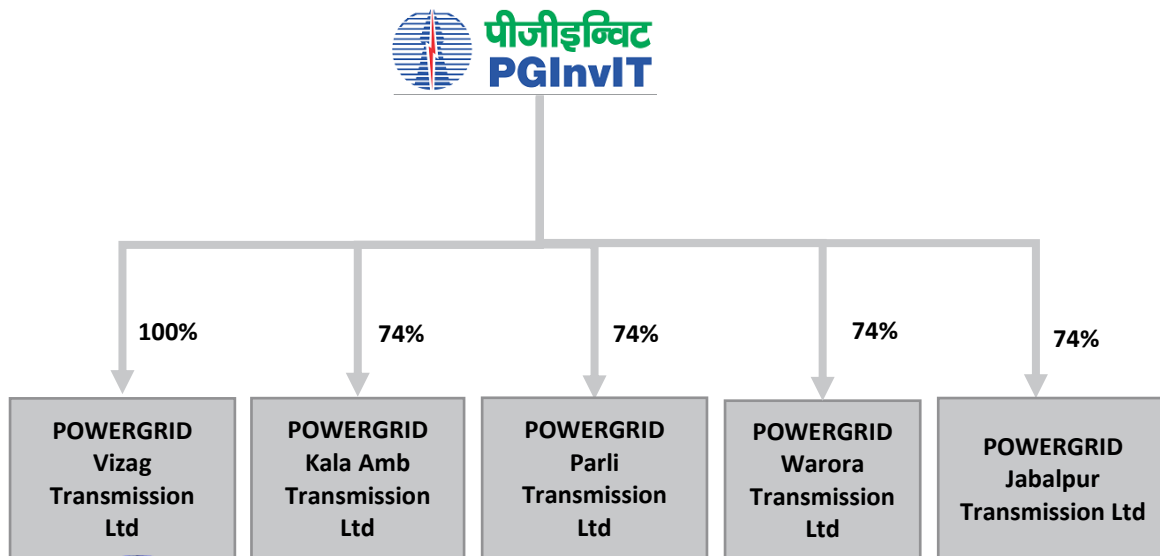 पीजीइन्विट
PGInvIT
100%
74%
74%
74%
74%
POWERGRID
Vizag
Transmission
Ltd
POWERGRID
Kala Amb
Transmission
Ltd
POWERGRID
Parli
Transmission
Ltd
POWERGRID
Warora
Transmission
Ltd
POWERGRID
Jabalpur
Transmission Ltd